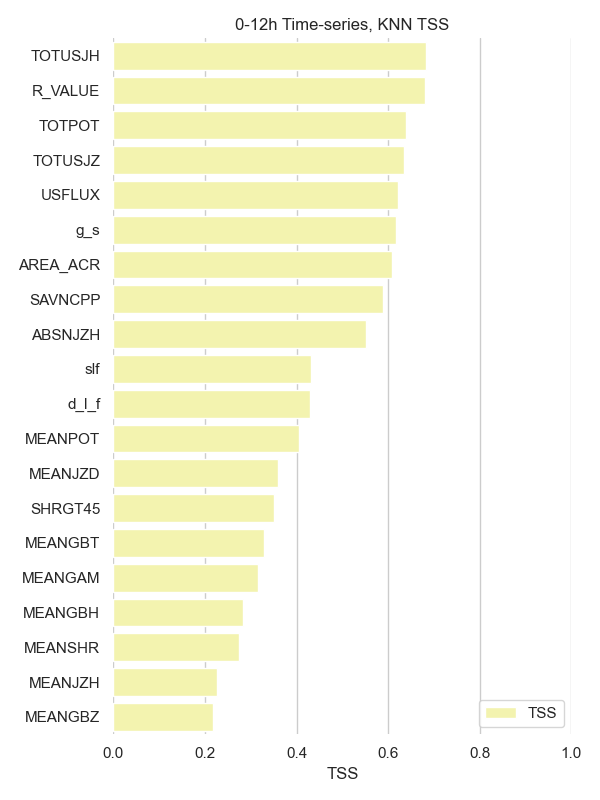 0-12h Time-series, KNN TSS
TOTUSJH
R_VALUE
TOTPOT
TOTUSJZ
USFLUX
g_s
AREA_ACR
SAVNCPP
ABSNJZH
slf
d_l_f
MEANPOT
MEANJZD
SHRGT45
MEANGBT
MEANGAM
MEANGBH
MEANSHR
MEANJZH
MEANGBZ
TSS
0.0 0.2 0.4 0.6 0.8 1.0
TSS